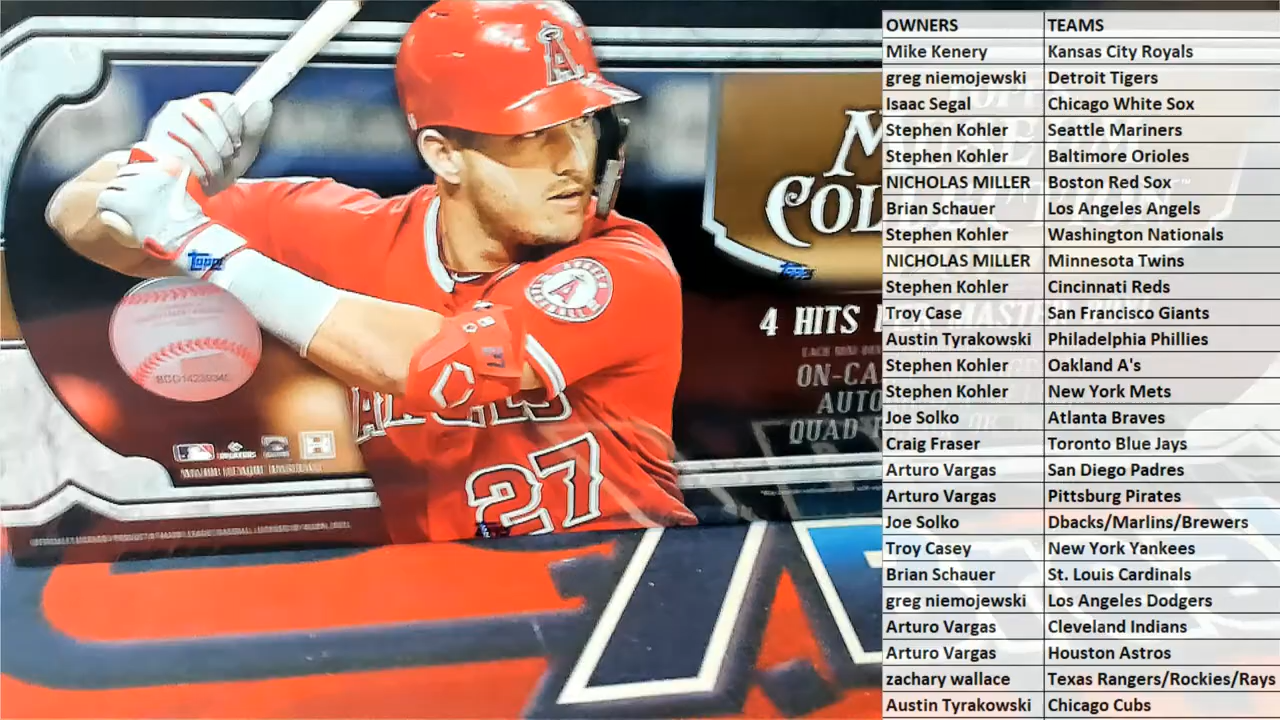 OWNERS TEAMS
Mike Kenery Kansas City Royals
greg niemojewski Detroit Tigers
Isaac Segal Chicago White Sox
Stephen Kohler Seattle Mariners
Stephen Kohler Baltimore Orioles
NICHOLAS MILLER Boston Red Sox
Brian Schauer Los Angeles Angels
Stephen Kohler Washington Nationals
NICHOLAS MILLER Minnesota Twins
Stephen Kohler Cincinnati Reds
Troy Case San Francisco Giants
Austin Tyrakowski Philadelphia Phillies
Stephen Kohler Oakland A's
Stephen Kohler New York Mets
Joe Solko Atlanta Braves
Craig Fraser Toronto Blue Jays
Arturo Vargas San Diego Padres
Arturo Vargas Pittsburg Pirates
Joe Solko Dbacks/Marlins/Brewers
Troy Casey New York Yankees
Brian Schauer St. Louis Cardinals
greg niemojewski Los Angeles Dodgers
Arturo Vargas Cleveland Indians
Arturo Vargas Houston Astros
zachary wallace Texas Rangers/Rockies/Rays
Austin Tyrakowski Chicago Cubs
A
Topps
A
Topps
4 HITS
ANGELS
27